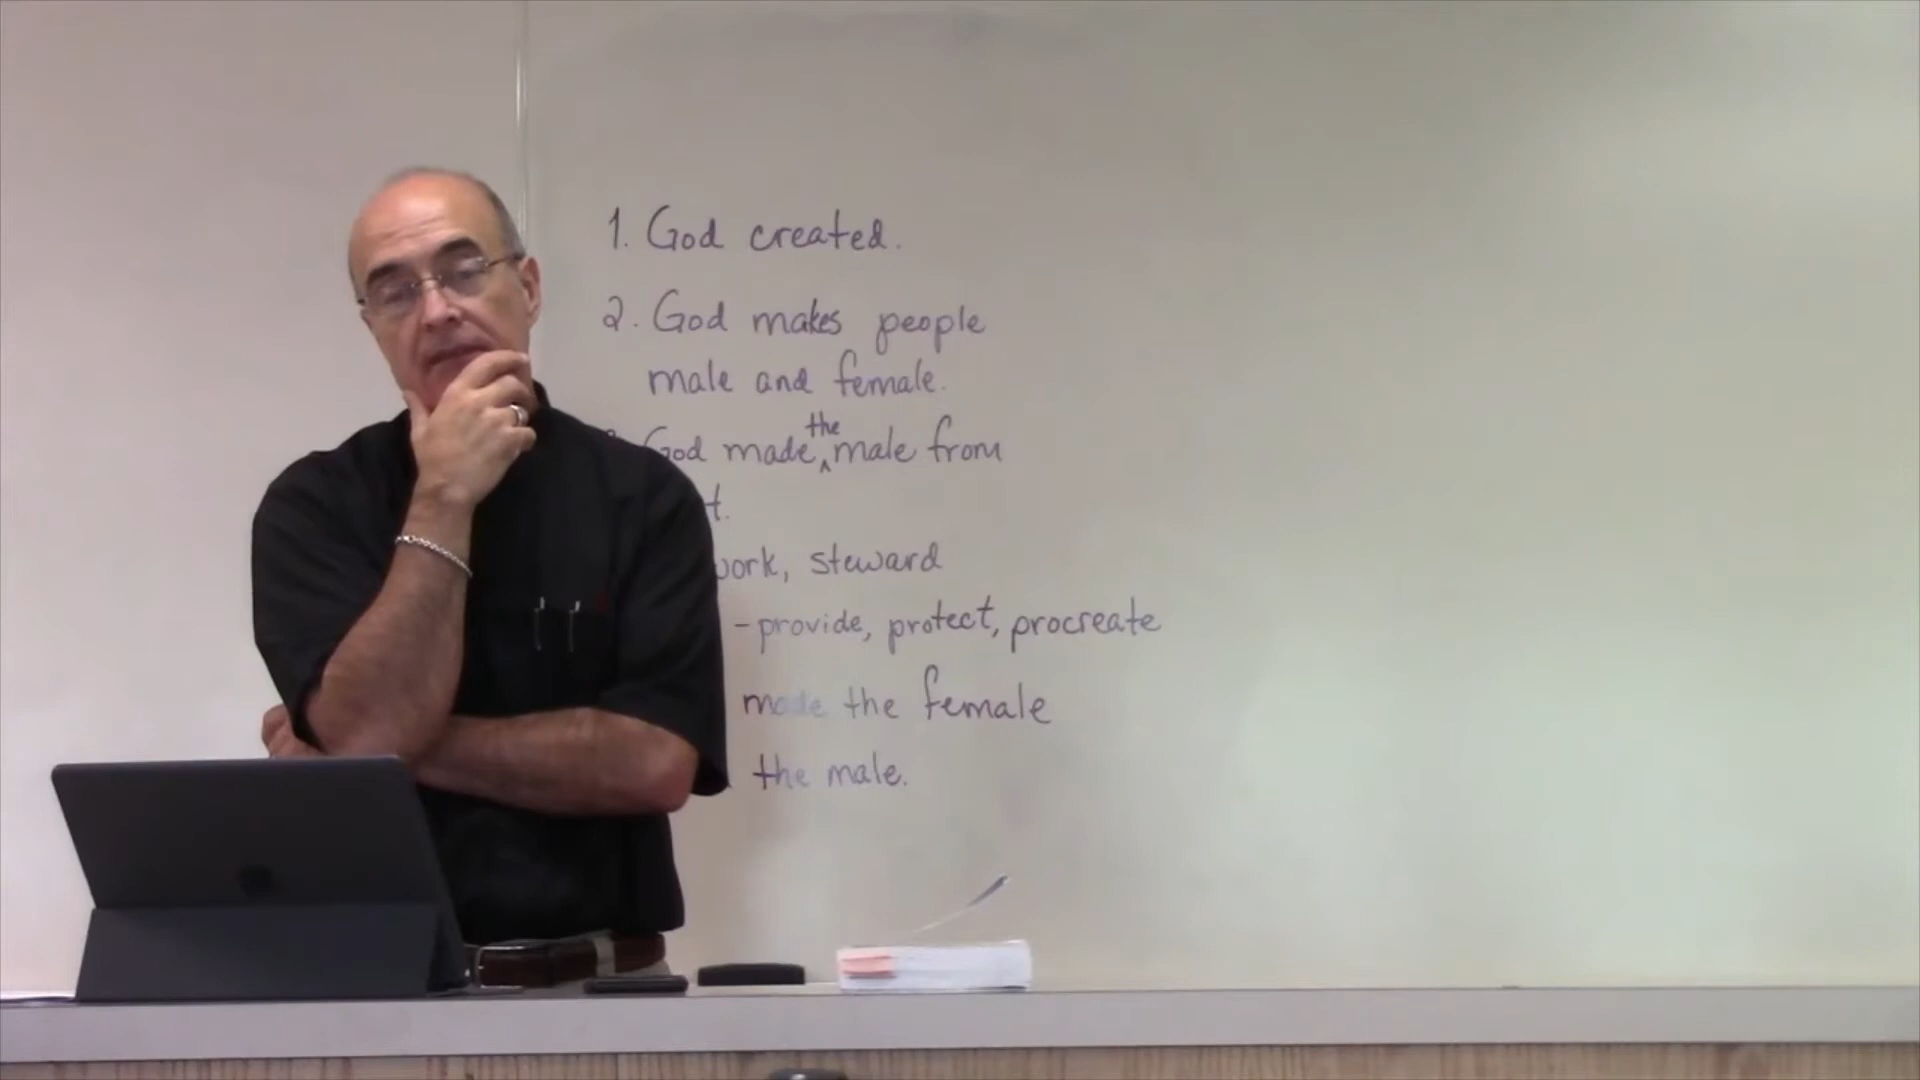 1. God created.
2. God makes people
male and female.
God made the male from
work, steward
- provide, protect, procreate
made the female
the male.